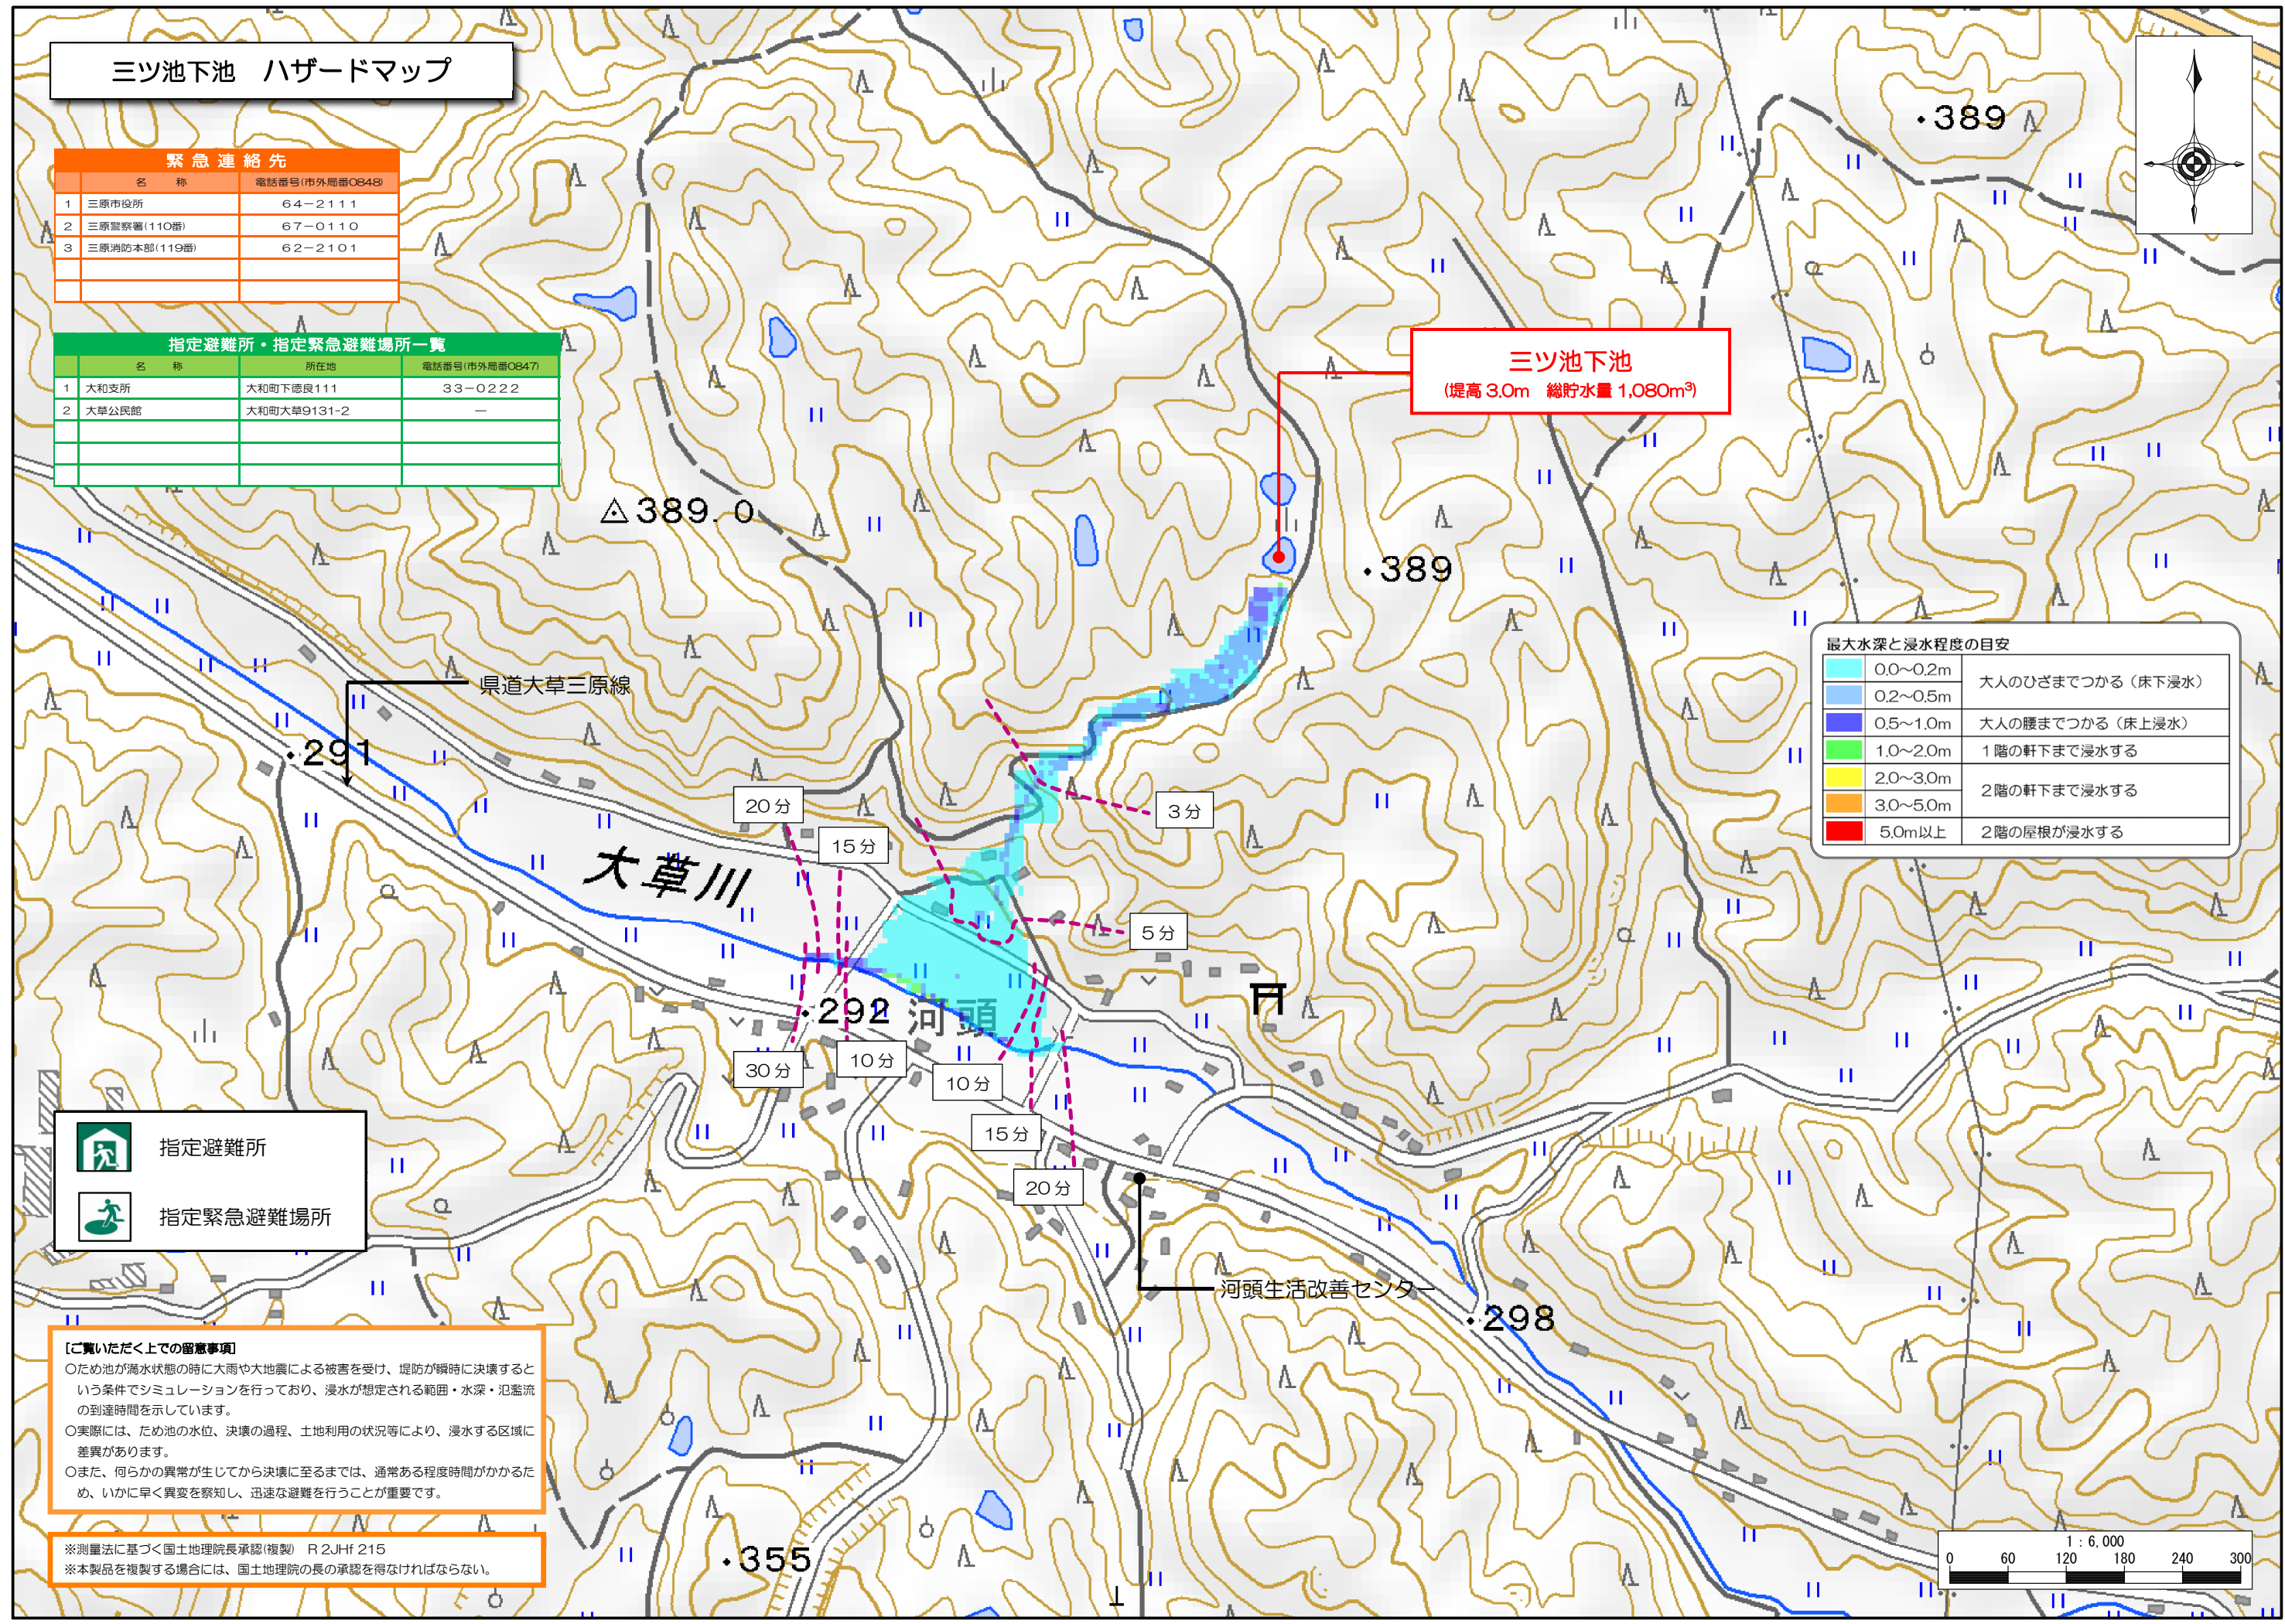 三ツ池下池　ハザードマップ
緊急連絡先
名　称　電話番号(市外局番0848)
1　三原市役所　64-2111
2　三原警察署(110番)　67-0110
3　三原消防本部(119番)　62-2101
指定避難所・指定緊急避難場所一覧
名　称　所在地　電話番号(市外局番0847)
1　大和支所　大和町下徳良111　33-0222
2　大草公民館　大和町大草9131-2　—
・389
三ツ池下池
(堤高 3.0m　総貯水量 1,080m³)
389.0
・389
県道大草三原線
・291
最大水深と浸水程度の目安
0.0～0.2m
大人のひざまでつかる（床下浸水）
0.2～0.5m
0.5～1.0m　大人の腰までつかる（床上浸水）
1.0～2.0m　1階の軒下まで浸水する
2.0～3.0m
2階の軒下まで浸水する
3.0～5.0m
5.0m以上　2階の屋根が浸水する
20分
3分
15分
大草川
5分
・292
河頭
30分
10分
10分
15分
20分
指定避難所
指定緊急避難場所
河頭生活改善センター
・298
[ご覧いただく上での留意事項]
○ため池が満水状態の時に大雨や大地震による被害を受け、堤防が瞬時に決壊すると
いう条件でシミュレーションを行っており、浸水が想定される範囲・水深・氾濫流
の到達時間を示しています。
○実際には、ため池の水位、決壊の過程、土地利用の状況等により、浸水する区域に
差異があります。
○また、何らかの異常が生じてから決壊に至るまでは、通常ある程度時間がかかるた
め、いかに早く異変を察知し、迅速な避難を行うことが重要です。
※測量法に基づく国土地理院長承認(複製)　R 2JHf 215
※本製品を複製する場合には、国土地理院の長の承認を得なければならない。
・355
1：6,000
0　60　120　180　240　300